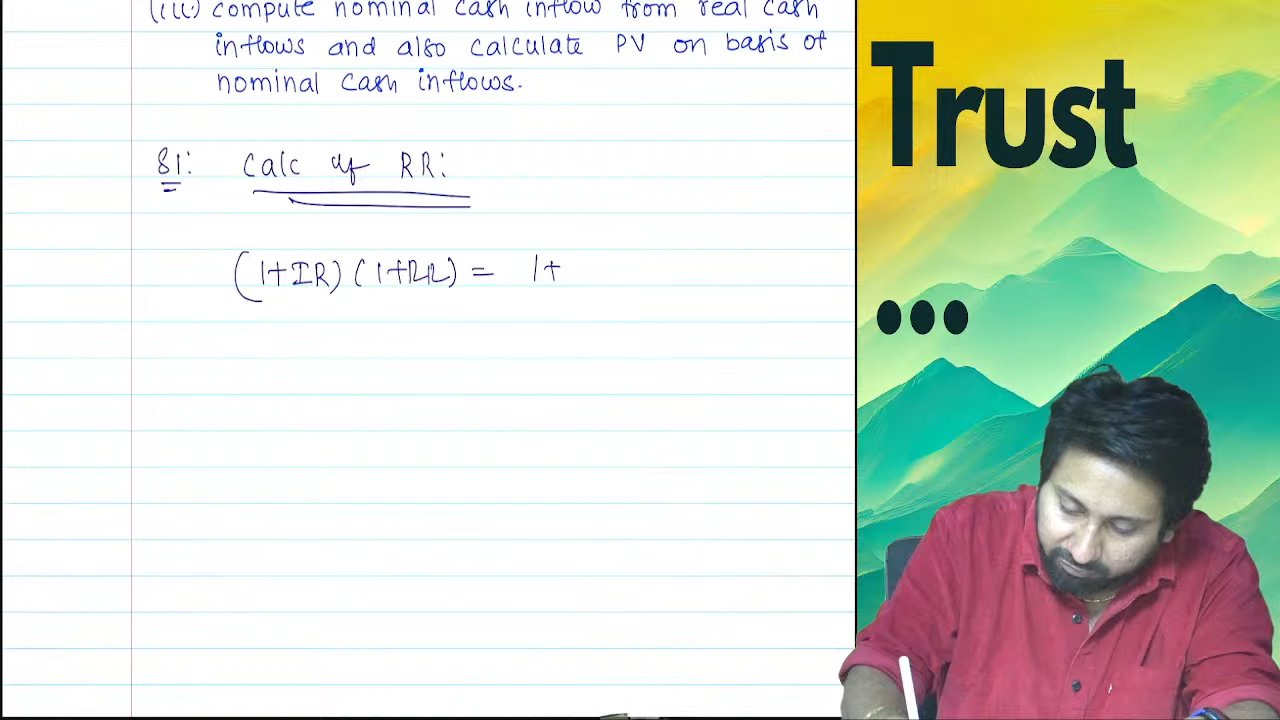 (iii) compute nominal cash inflow from real cash
inflows and also calculate PV on basis of
nominal cash inflows.
81: Calc of RR:
(1+IR) (1+RR) = 1+
Trust
...